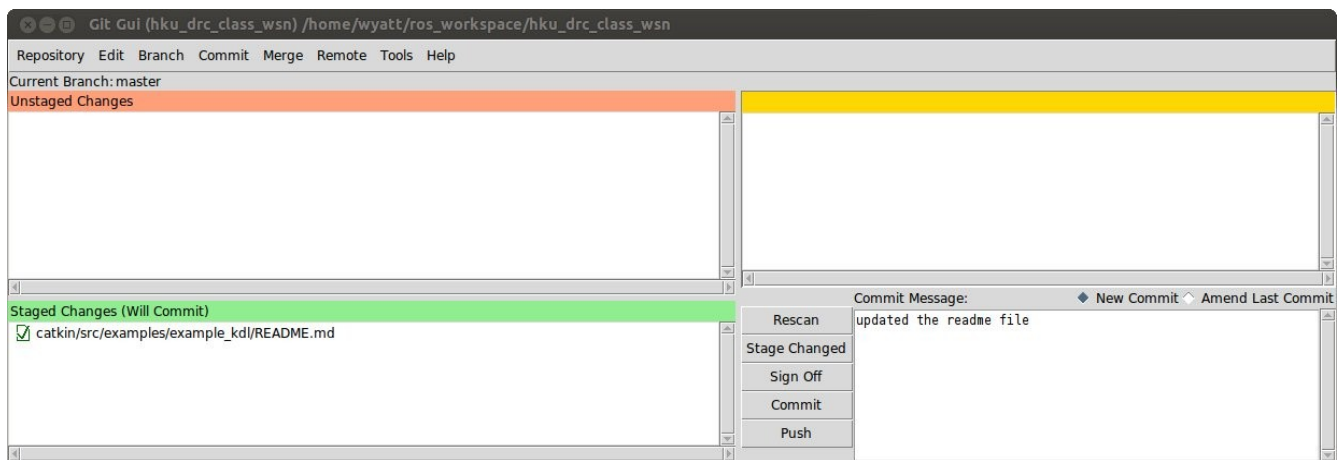 Git Gui (hku_drc_class_wsn) /home/wyatt/ros_workspace/hku_drc_class_wsn
Repository Edit Branch Commit Merge Remote Tools Help
Current Branch: master
Unstaged Changes
Staged Changes (Will Commit)
catkin/src/examples/example_kdl/README.md
Commit Message: New Commit Amend Last Commit
Rescan
Stage Changed
Sign Off
Commit
Push
updated the readme file